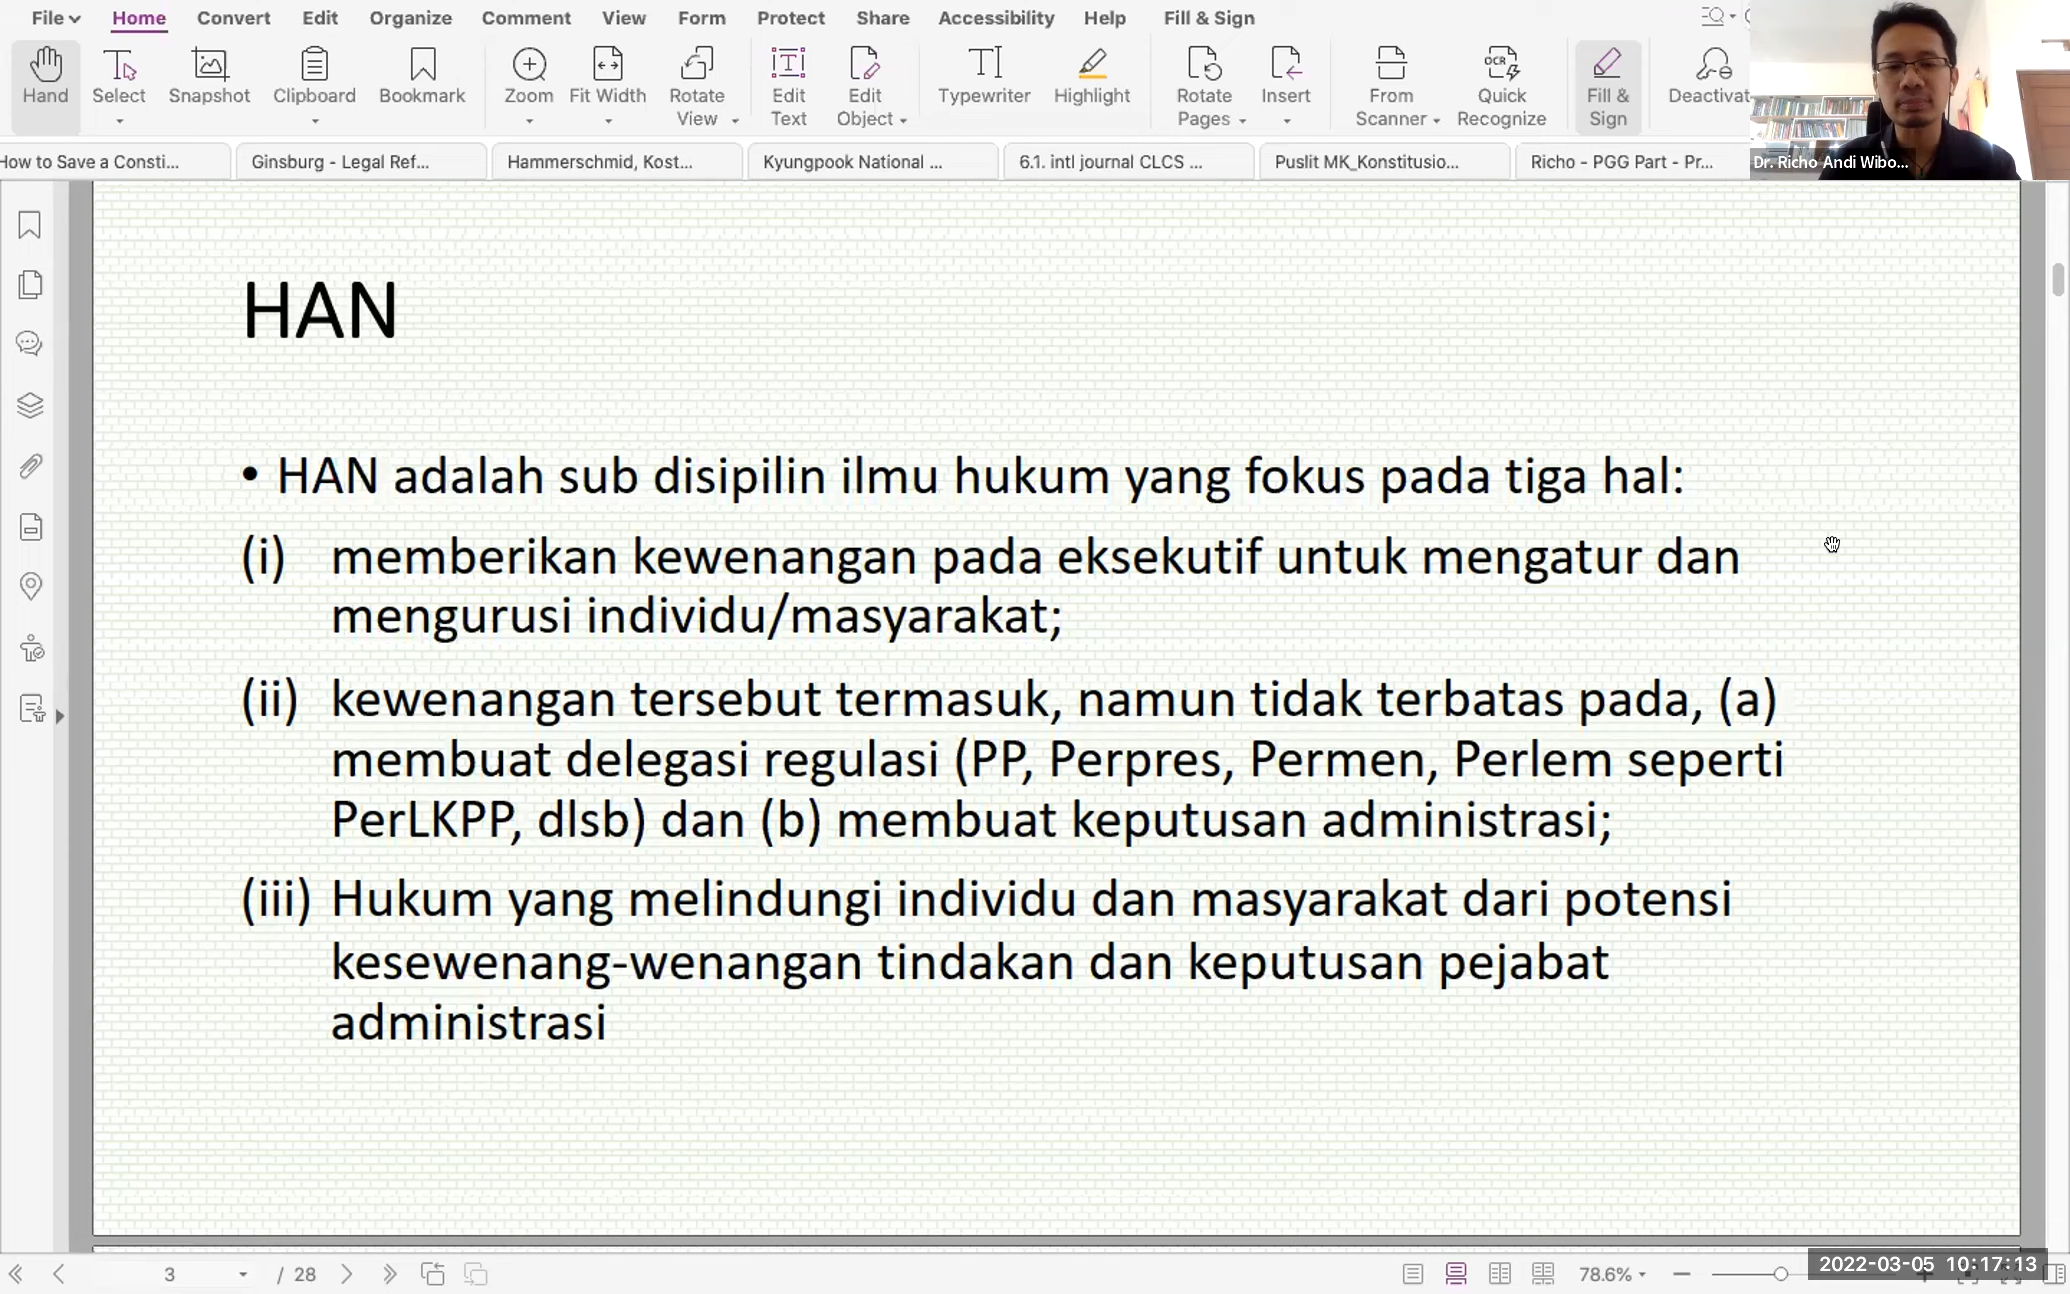 File Home Convert Edit Organize Comment View Form Protect Share Accessibility Help Fill & Sign
Hand Select Snapshot Clipboard Bookmark Zoom Fit Width Rotate View Edit Text Edit Object Typewriter Highlight Rotate Pages Insert From Scanner OCR Quick Recognize Fill & Sign Deactivat
How to Save a Consti... Ginsburg - Legal Ref... Hammerschmid, Kost... Kyungpook National ... 6.1. intl journal CLCS ... Puslit MK_Konstitusio... Richo - PGG Part - Pr...
Dr. Richo Andi Wibo...
HAN
• HAN adalah sub disipilin ilmu hukum yang fokus pada tiga hal:
(i) memberikan kewenangan pada eksekutif untuk mengatur dan
mengurusi individu/masyarakat;
(ii) kewenangan tersebut termasuk, namun tidak terbatas pada, (a)
membuat delegasi regulasi (PP, Perpres, Permen, Perlem seperti
PerLKPP, dlsb) dan (b) membuat keputusan administrasi;
(iii) Hukum yang melindungi individu dan masyarakat dari potensi
kesewenang-wenangan tindakan dan keputusan pejabat
administrasi
3 / 28 78.6%
2022-03-05 10:17:13